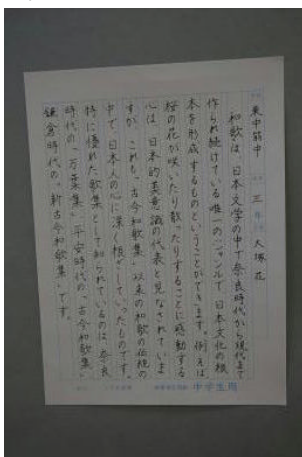 東中野中 三年 大塚 花
和歌は、日本文学の中で奈良時代から現代まで
作られ続けている唯一のジャンルで、日本文化の根
本を形成するものということができます。例えば
桜の花が咲いたり散ったりすることに感動する
心は、日本的美意識の代表と見なされていま
すが、これも、「古今和歌集」以来の和歌の伝統の
中で、日本人の心に深く根ざしていったものです。
特に優れた歌集として知られているのは、奈良
時代の「万葉集」、平安時代の「古今和歌集」、
鎌倉時代の「新古今和歌集」です。
中学生用